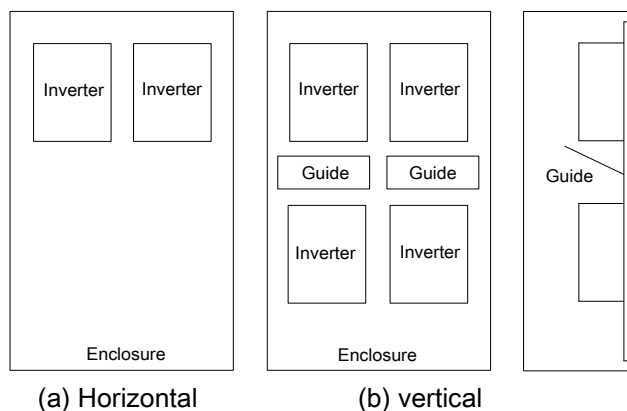 Inverter Inverter
Enclosure
Inverter Inverter
Guide Guide
Inverter Inverter
Enclosure
Guide
(a) Horizontal
(b) vertical